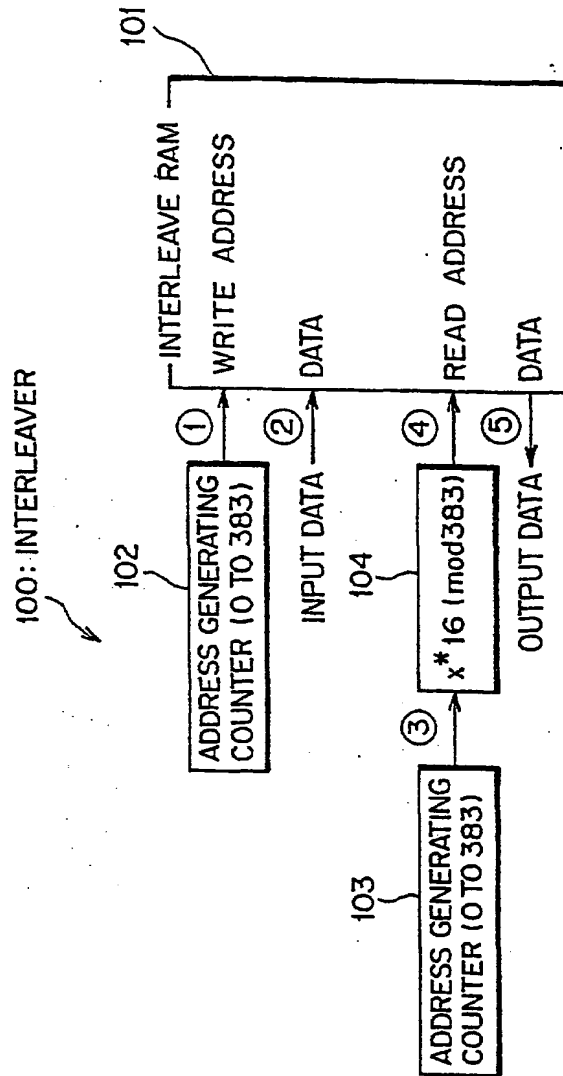 100: INTERLEAVER
101
INTERLEAVE RAM
102
ADDRESS GENERATING
COUNTER (0 TO 383)
①
WRITE ADDRESS
INPUT DATA
②
DATA
103
ADDRESS GENERATING
COUNTER (0 TO 383)
③
104
x*16 (mod383)
④
READ ADDRESS
OUTPUT DATA
⑤
DATA